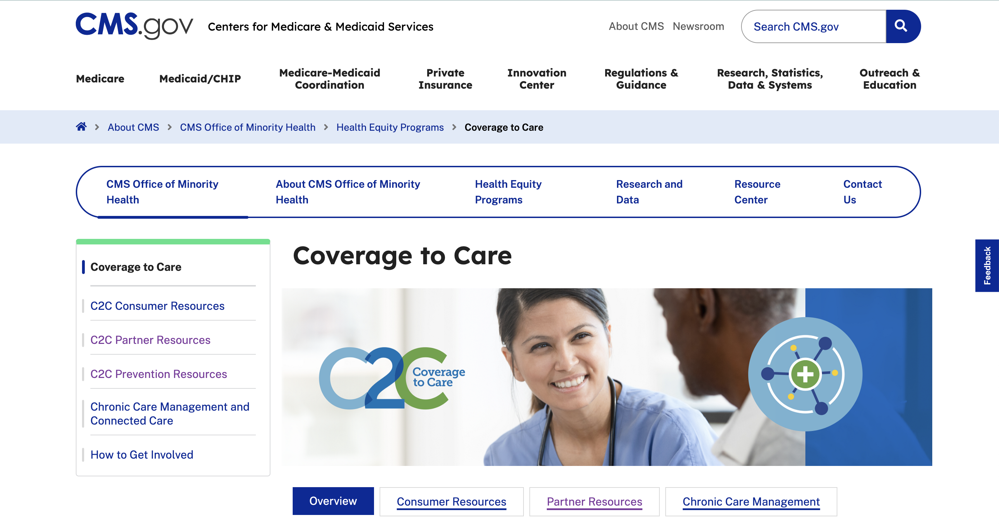 CMS.gov Centers for Medicare & Medicaid Services
About CMS Newsroom Search CMS.gov
Medicare
Medicaid/CHIP
Medicare-Medicaid
Coordination
Private
Insurance
Innovation
Center
Regulations &
Guidance
Research, Statistics,
Data & Systems
Outreach &
Education
About CMS CMS Office of Minority Health Health Equity Programs Coverage to Care
CMS Office of Minority
Health
About CMS Office of Minority
Health
Health Equity
Programs
Research and
Data
Resource
Center
Contact
Us
Coverage to Care
C2C Consumer Resources
C2C Partner Resources
C2C Prevention Resources
Chronic Care Management and
Connected Care
How to Get Involved
Coverage to Care
C2C
Coverage
to Care
Feedback
Overview
Consumer Resources
Partner Resources
Chronic Care Management